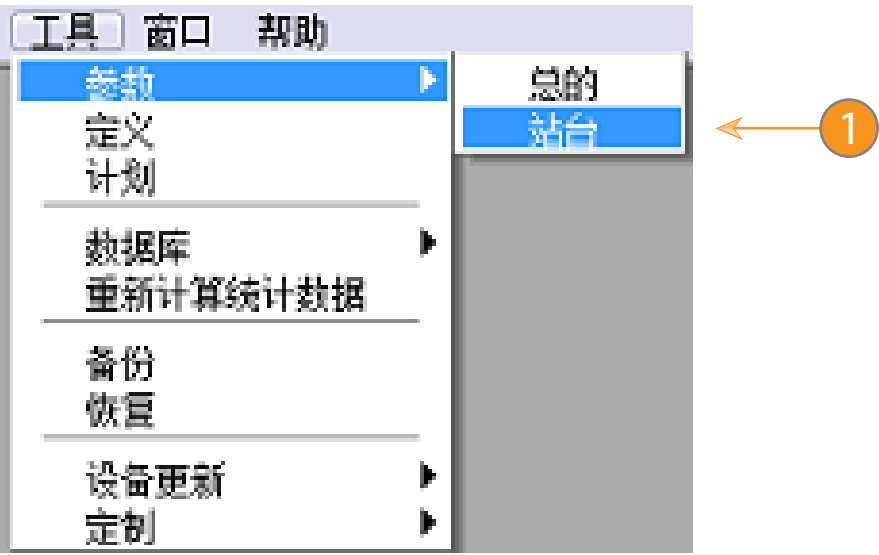 工具 窗口 帮助
参数
总的
定义
站台
1
计划
数据库
重新计算统计数据
备份
恢复
设备更新
定制